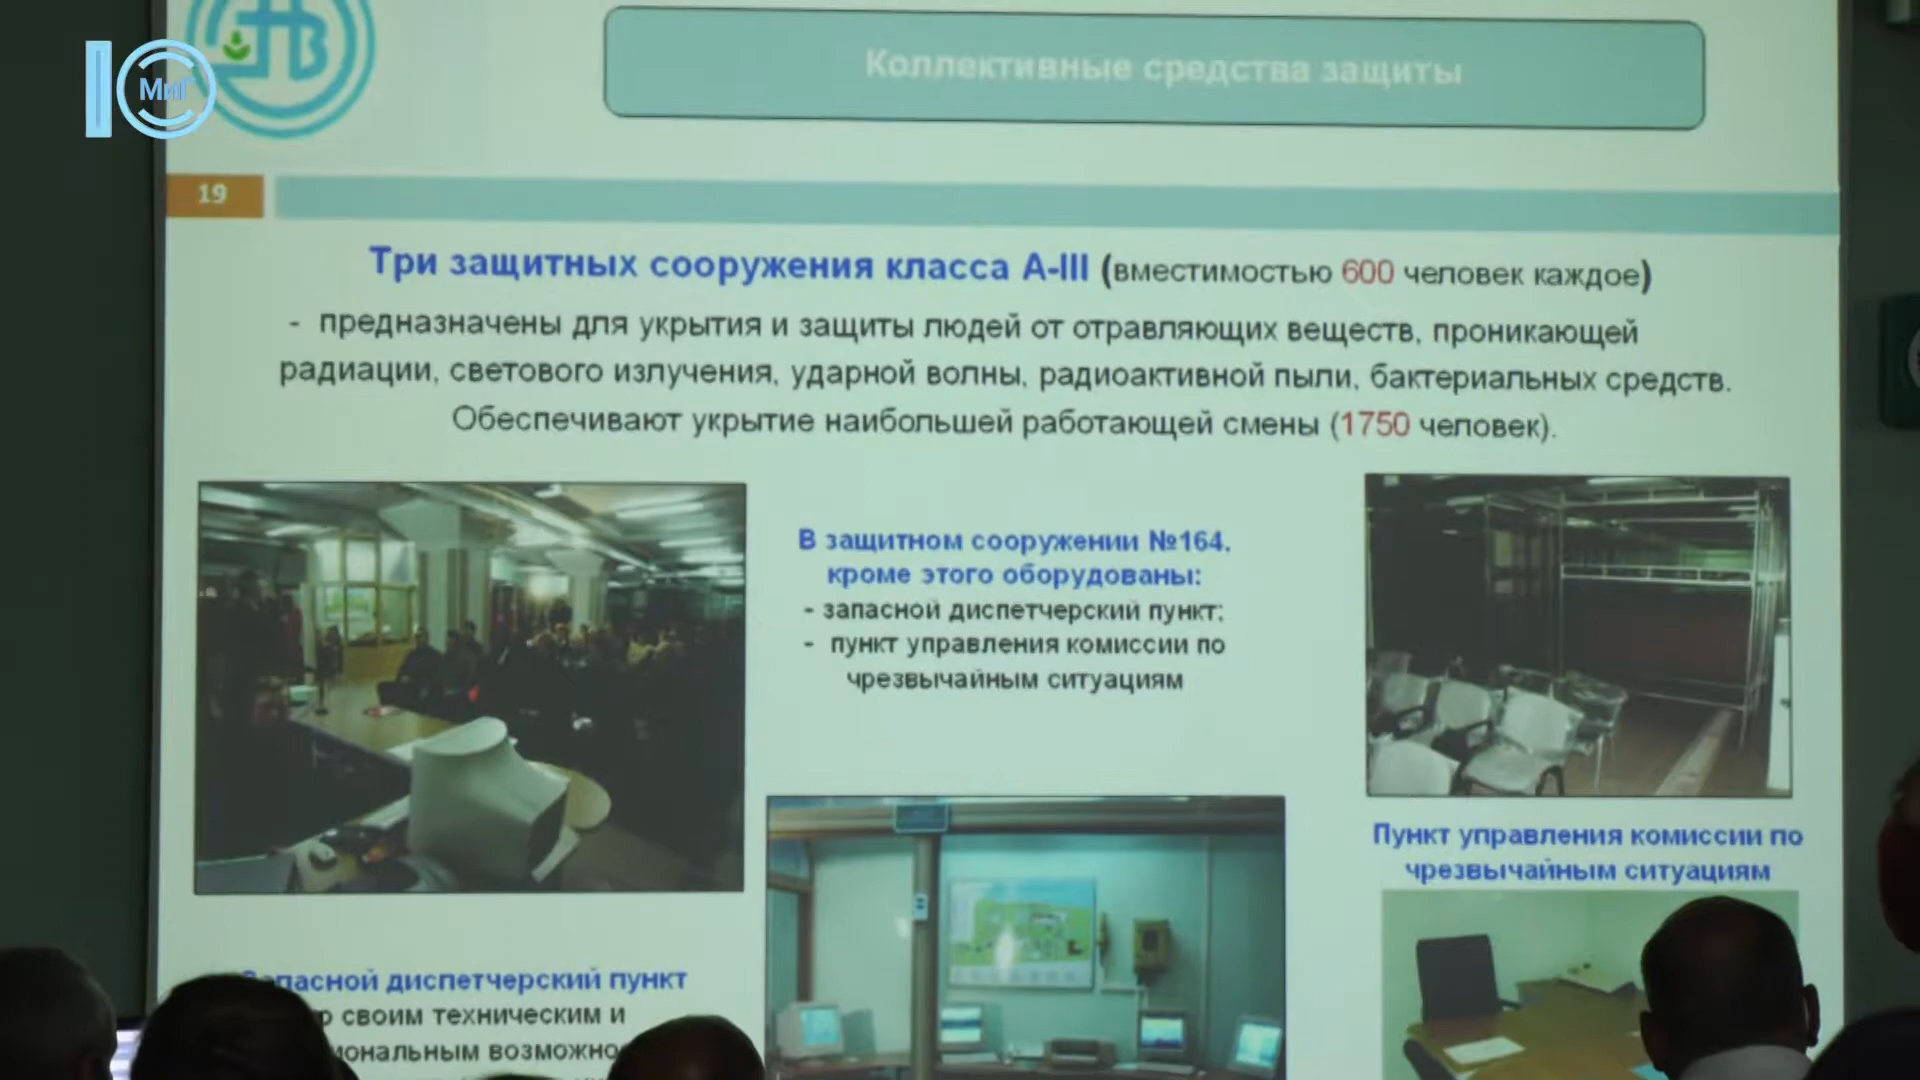 МиГ
Коллективные средства защиты
19
Три защитных сооружения класса А-III (вместимостью 600 человек каждое)
- предназначены для укрытия и защиты людей от отравляющих веществ, проникающей
радиации, светового излучения, ударной волны, радиоактивной пыли, бактериальных средств.
Обеспечивают укрытие наибольшей работающей смены (1750 человек).
В защитном сооружении №164,
кроме этого оборудованы:
- запасной диспетчерский пункт;
- пункт управления комиссии по
чрезвычайным ситуациям
Пункт управления комиссии по
чрезвычайным ситуациям
диспетчерский пункт
своим техническим и